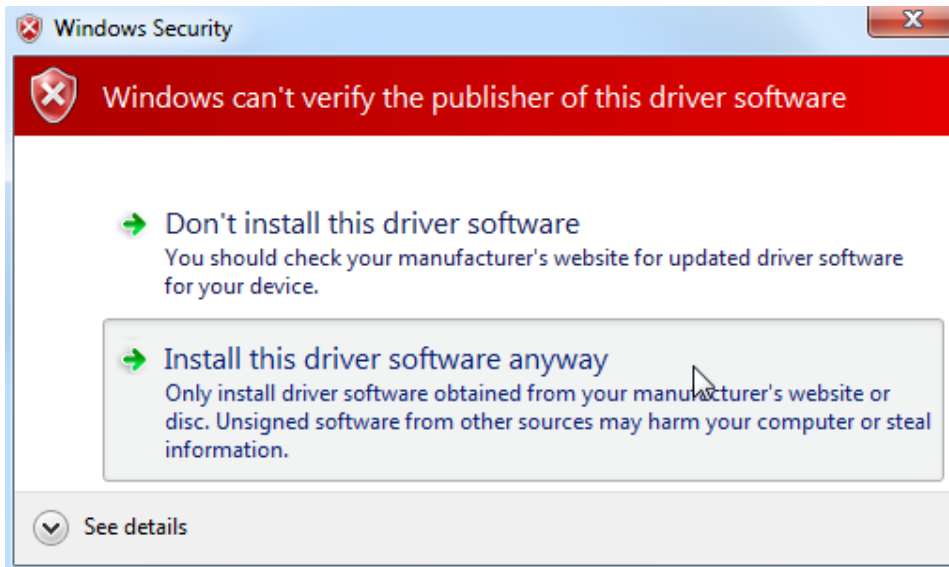 Windows Security
Windows can't verify the publisher of this driver software
Don't install this driver software
You should check your manufacturer's website for updated driver software
for your device.
Install this driver software anyway
Only install driver software obtained from your manufacturer's website or
disc. Unsigned software from other sources may harm your computer or steal
information.
See details